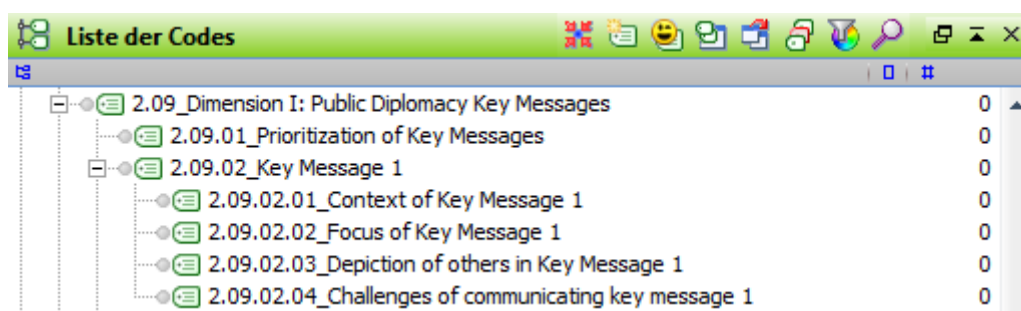 Liste der Codes
#
2.09_Dimension I: Public Diplomacy Key Messages 0
2.09.01_Prioritization of Key Messages 0
2.09.02_Key Message 1 0
2.09.02.01_Context of Key Message 1 0
2.09.02.02_Focus of Key Message 1 0
2.09.02.03_Depiction of others in Key Message 1 0
2.09.02.04_Challenges of communicating key message 1 0